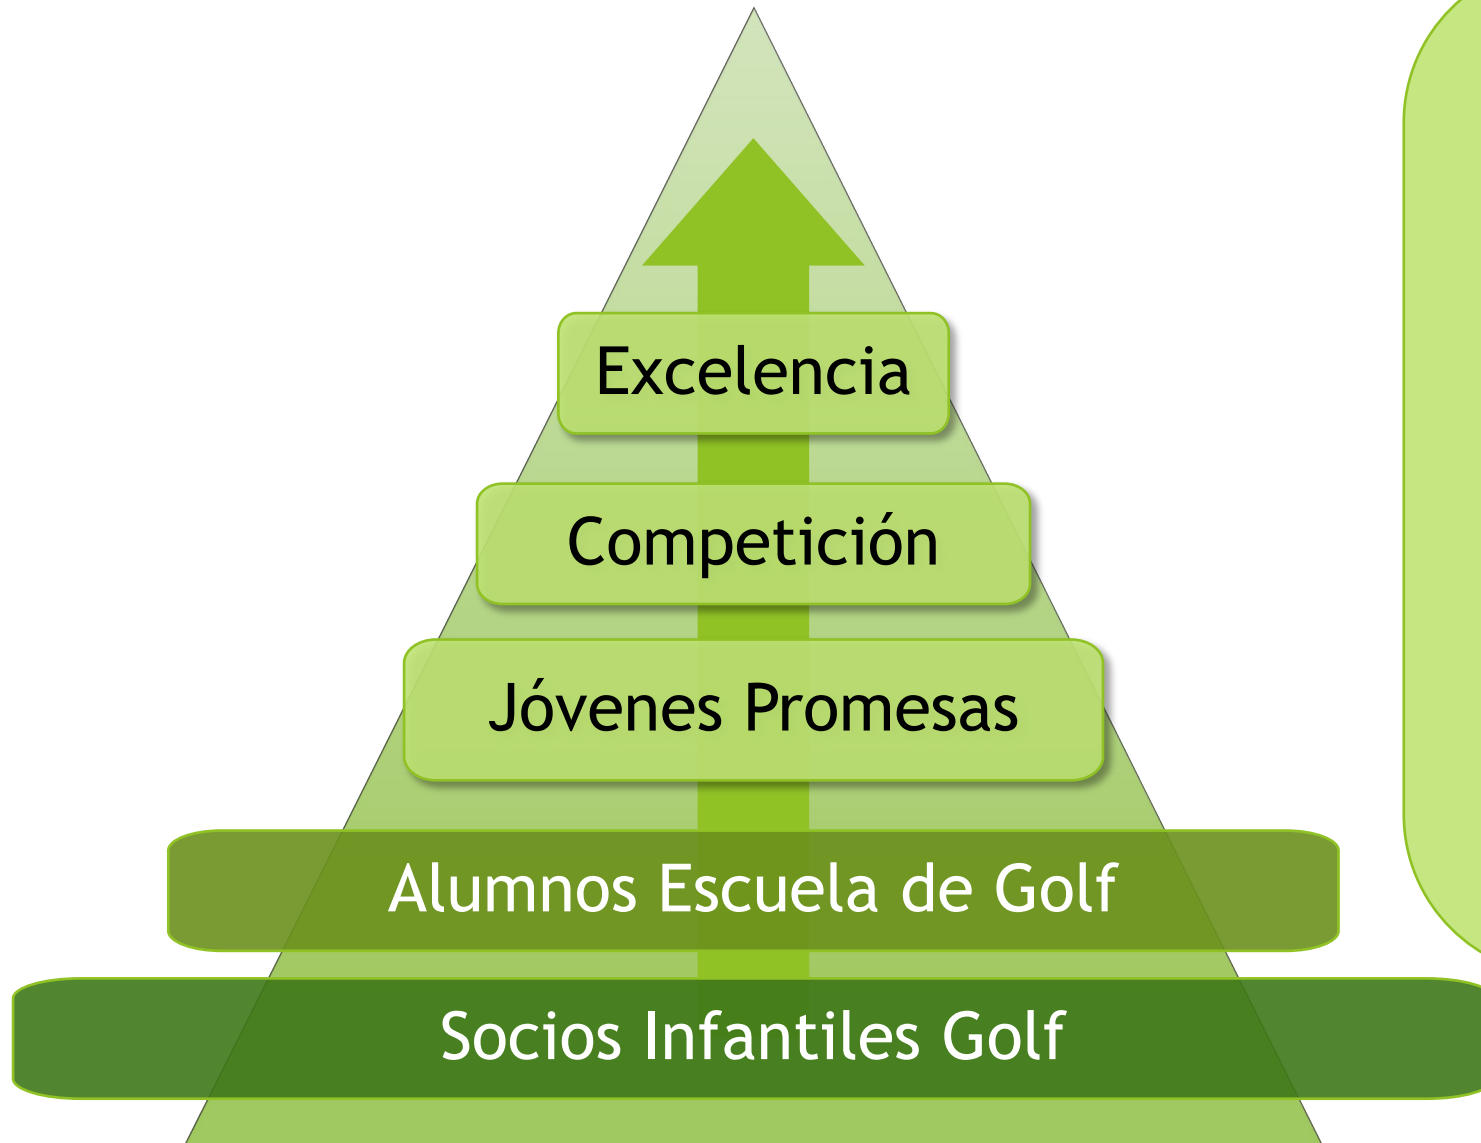 Excelencia
Competición
Jóvenes Promesas
Alumnos Escuela de Golf
Socios Infantiles Golf